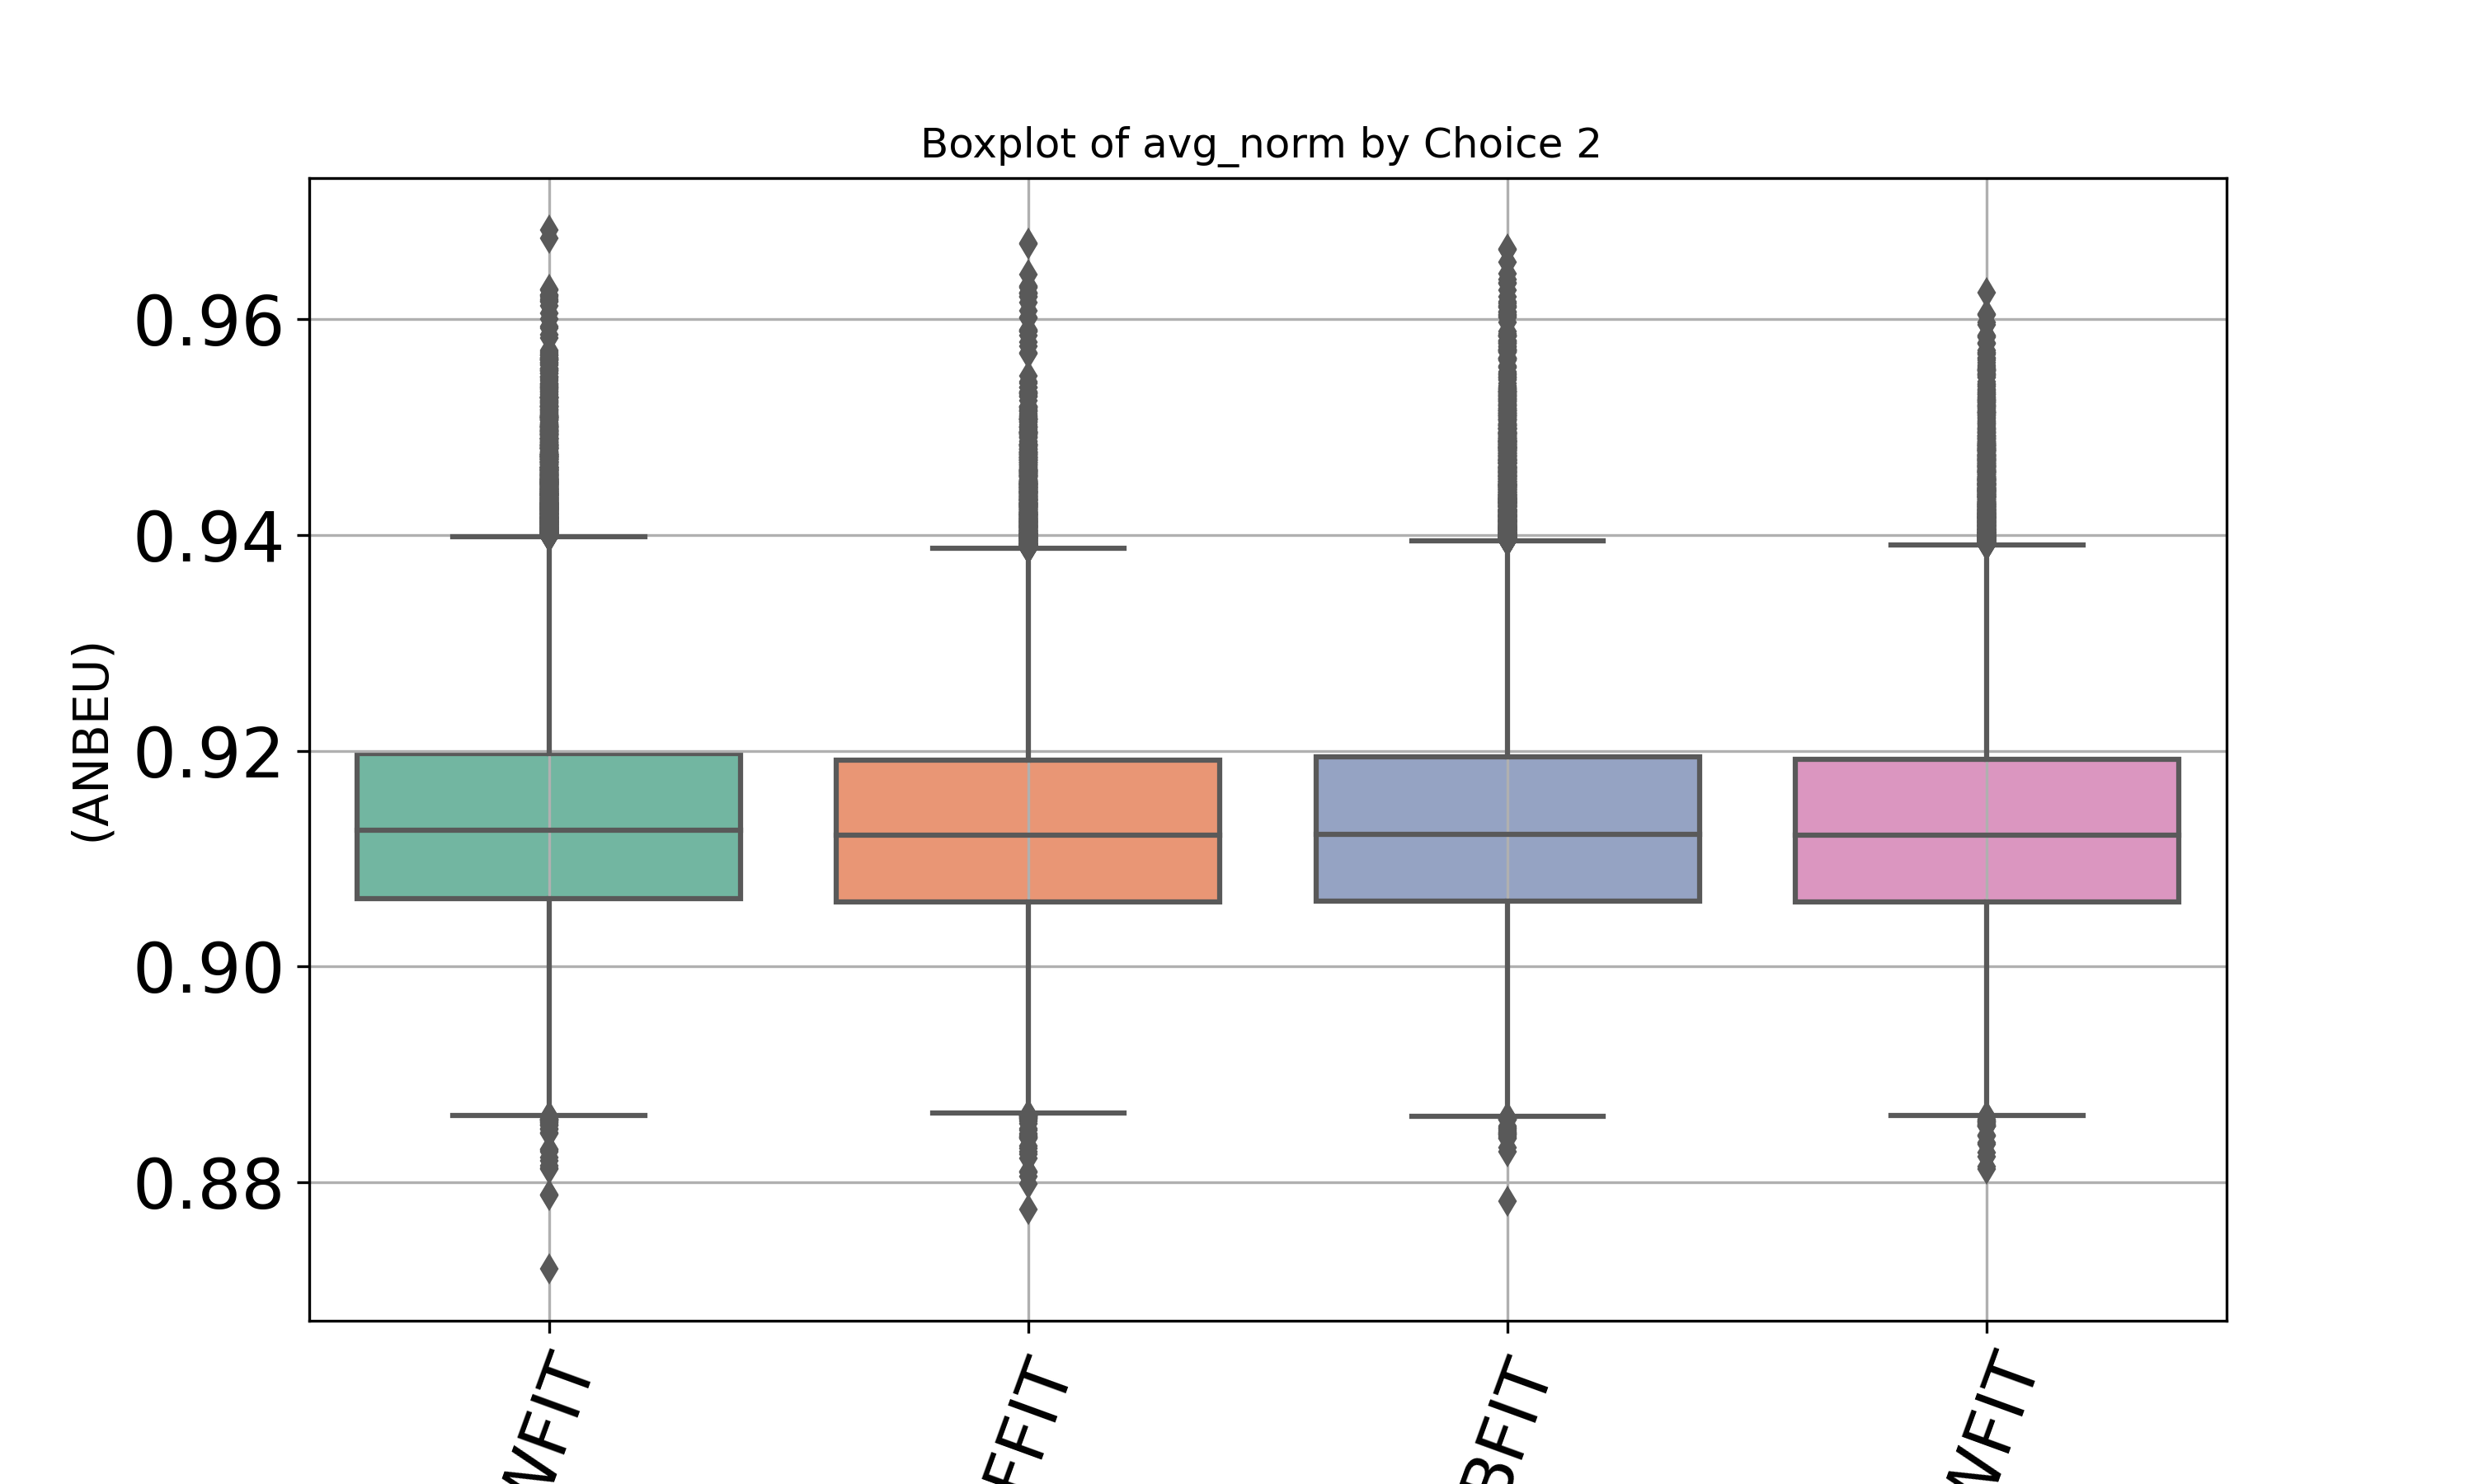 Boxplot of avg_norm by Choice 2
(ANBEU)
0.96
0.94
0.92
0.90
0.88
WFIT
FFIT
BFIT
WFIT